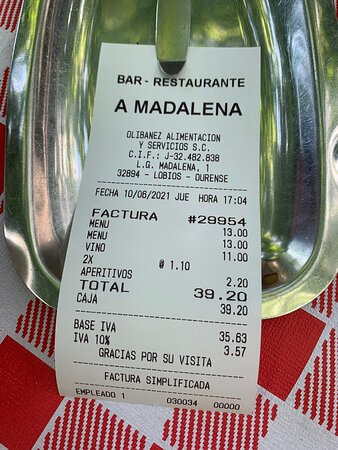 BAR - RESTAURANTE
A MADALENA
OLIBANEZ ALIMENTACION
Y SERVICIOS S.C.
C.I.F.: J-32.482.838
L.G. MADALENA, 1
32894 - LOBIOS - OURENSE
FECHA 10/06/2021 JUE HORA 17:04
FACTURA #29954
MENU 13.00
MENU 13.00
VINO 11.00
2X @ 1.10
APERITIVOS 2.20
TOTAL 39.20
CAJA 39.20
BASE IVA 35.63
IVA 10% 3.57
GRACIAS POR SU VISITA
FACTURA SIMPLIFICADA
EMPLEADO 1 030034 00000
Tripadvisor